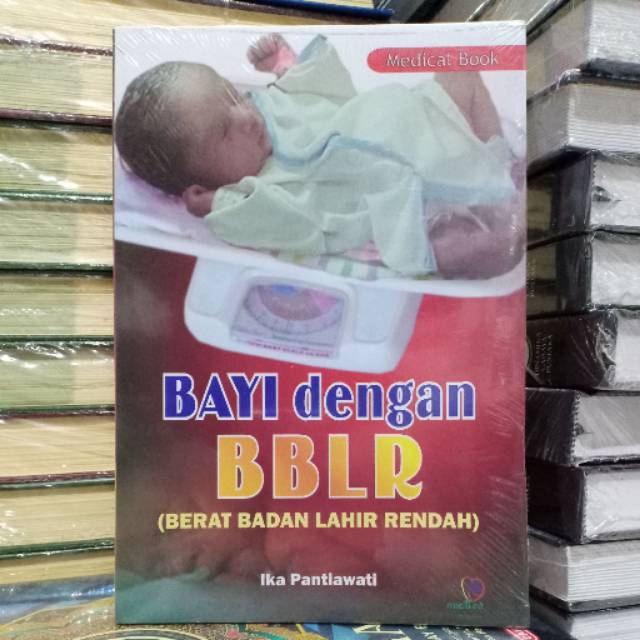 Medical Book
BAYI dengan
BBLR
(BERAT BADAN LAHIR RENDAH)
Ika Pantiawati